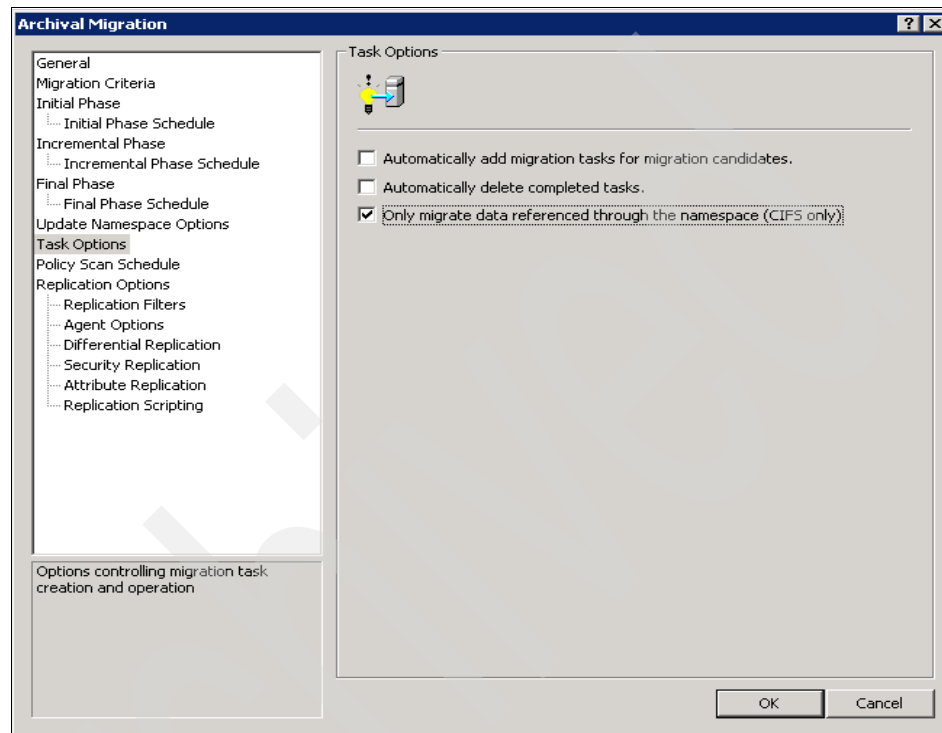 Archival Migration
General
Migration Criteria
Initial Phase
Initial Phase Schedule
Incremental Phase
Incremental Phase Schedule
Final Phase
Final Phase Schedule
Update Namespace Options
Task Options
Policy Scan Schedule
Replication Options
Replication Filters
Agent Options
Differential Replication
Security Replication
Attribute Replication
Replication Scripting
Options controlling migration task
creation and operation
Task Options
Automatically add migration tasks for migration candidates.
Automatically delete completed tasks.
Only migrate data referenced through the namespace (CIFS only)
OK
Cancel